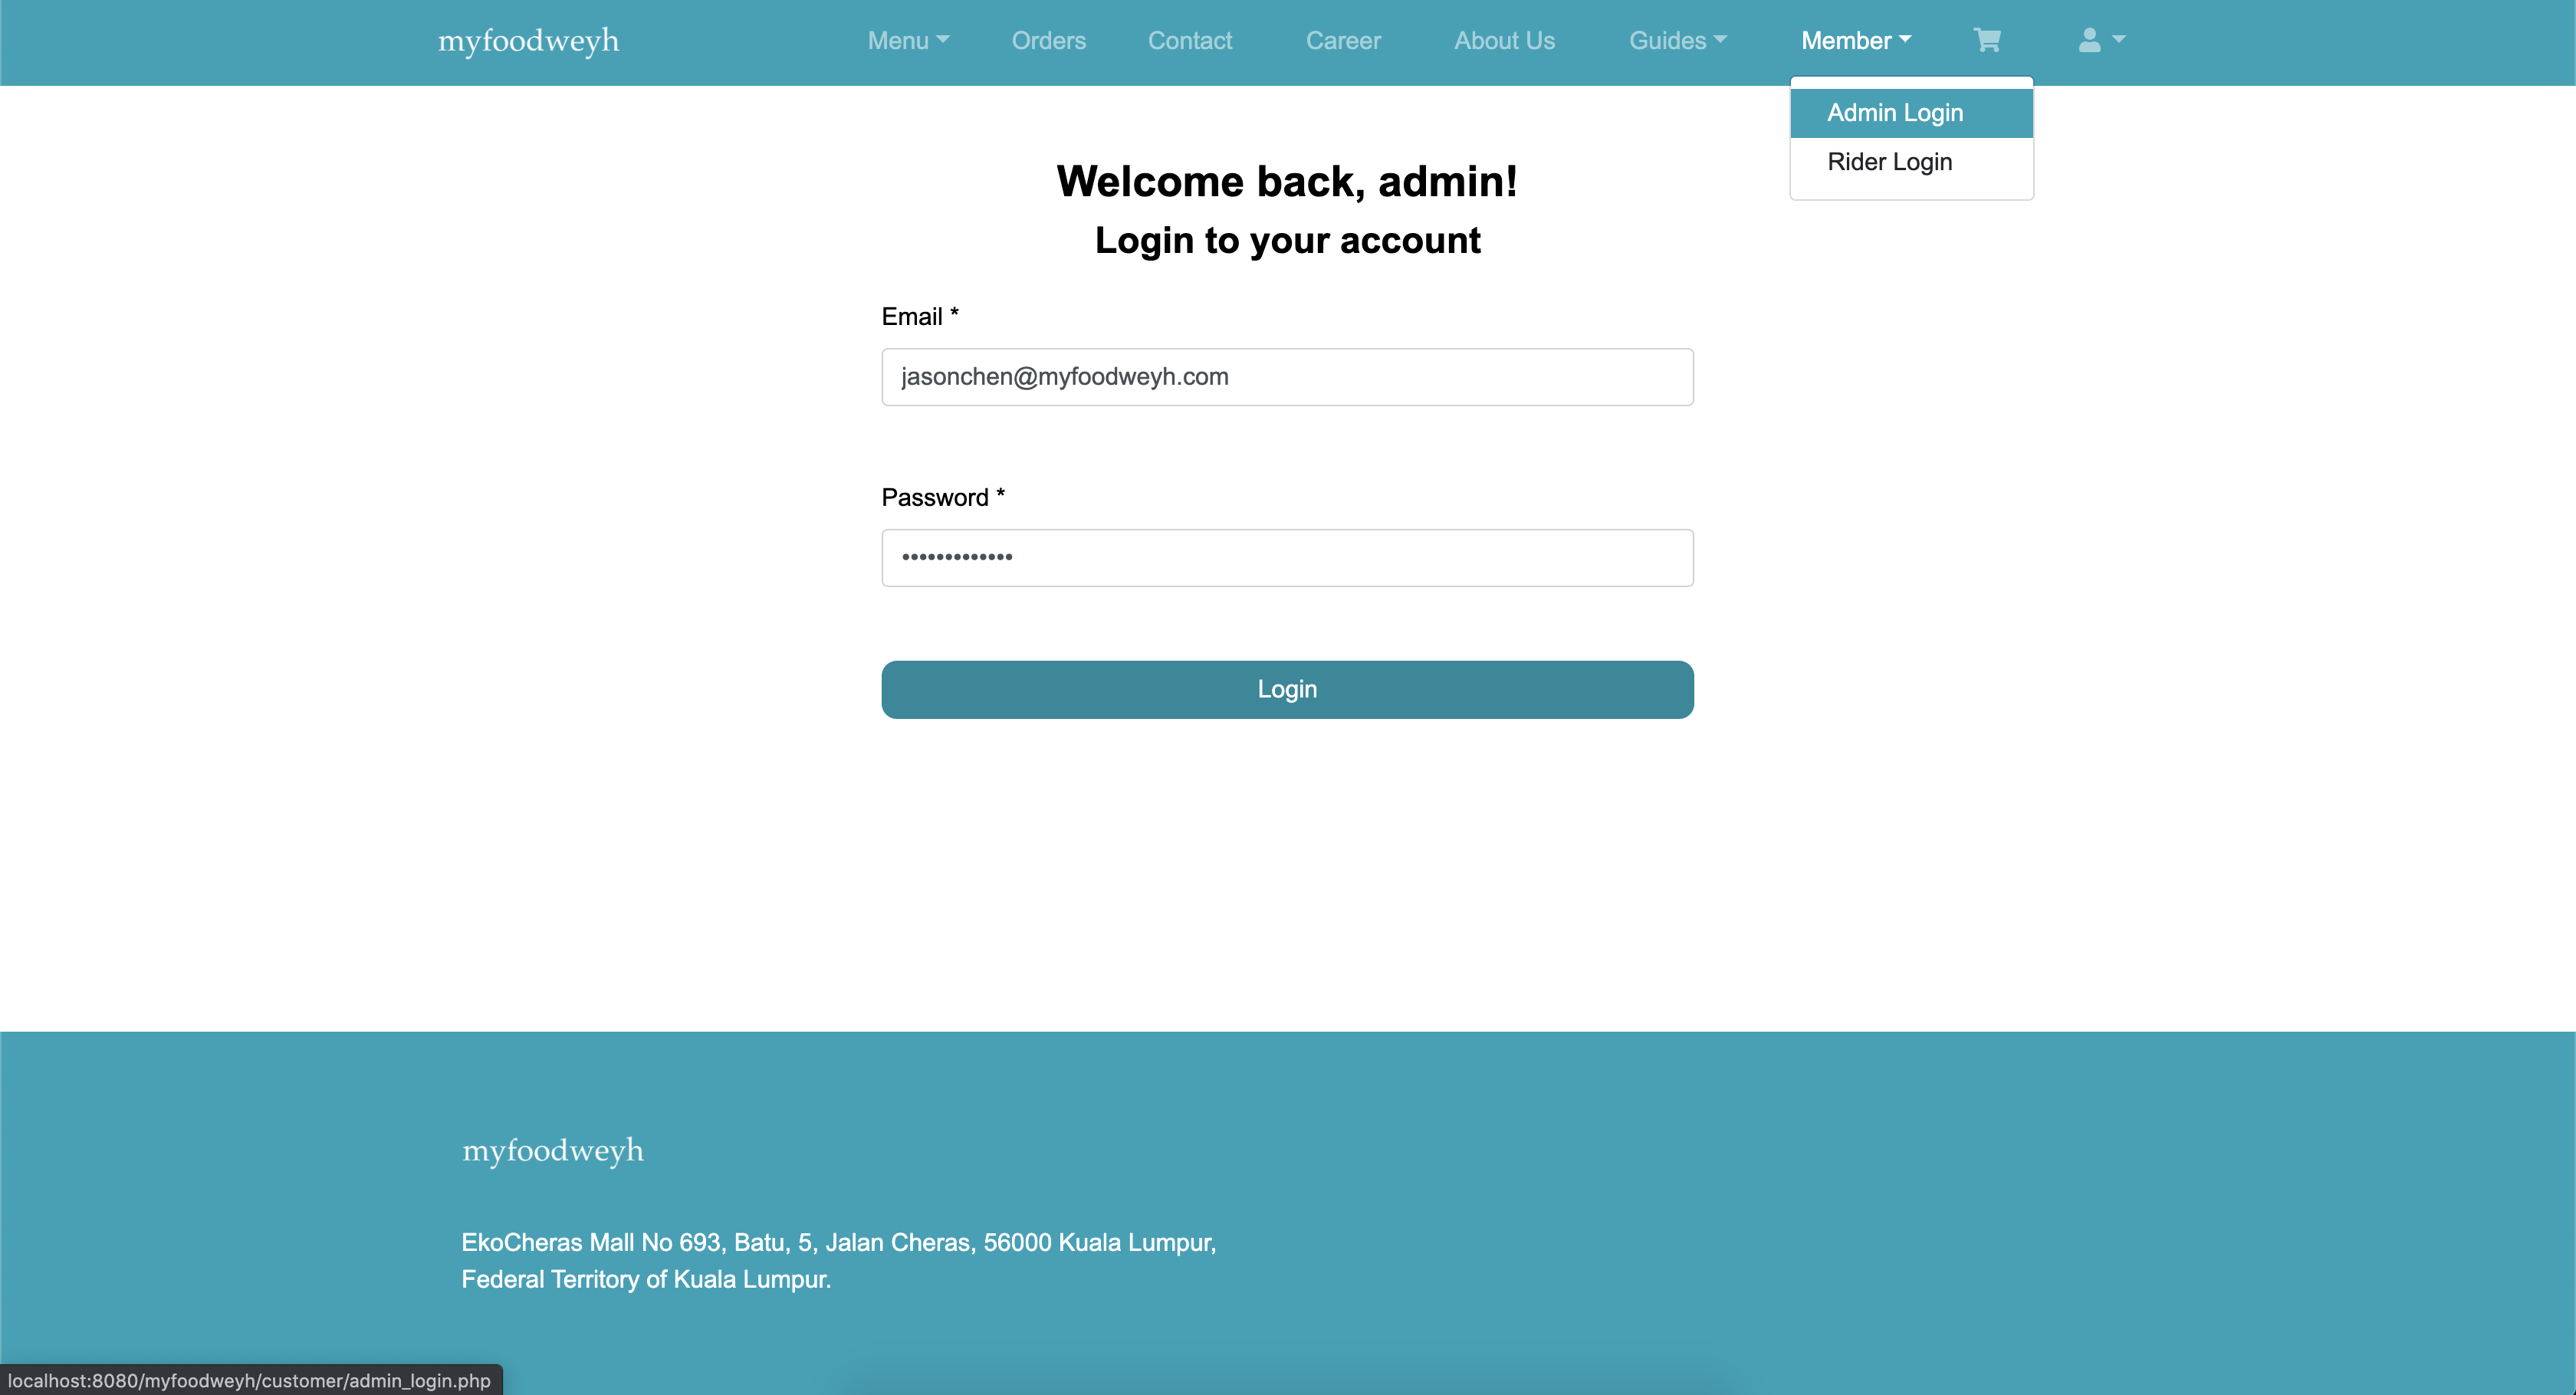 myfoodweyh Menu Orders Contact Career About Us Guides Member
Admin Login
Rider Login
Welcome back, admin!
Login to your account
Email *
jasonchen@myfoodweyh.com
Password *
•••••••••••••
Login
myfoodweyh
EkoCheras Mall No 693, Batu, 5, Jalan Cheras, 56000 Kuala Lumpur,
Federal Territory of Kuala Lumpur.
localhost:8080/myfoodweyh/customer/admin_login.php